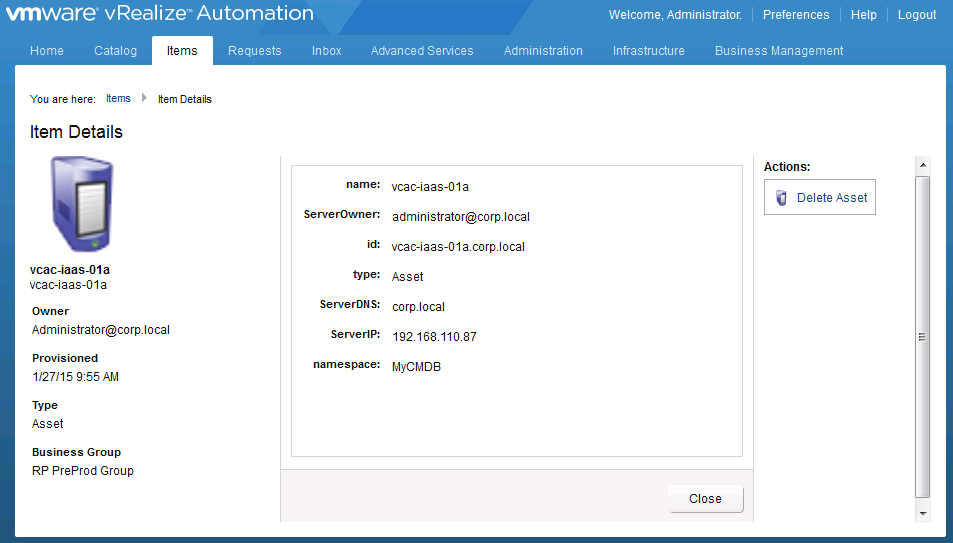 vmware® vRealize™ Automation
Welcome, Administrator. Preferences Help Logout
Home Catalog Items Requests Inbox Advanced Services Administration Infrastructure Business Management
You are here: Items Item Details
Item Details
vcac-iaas-01a
vcac-iaas-01a
Owner
Administrator@corp.local
Provisioned
1/27/15 9:55 AM
Type
Asset
Business Group
RP PreProd Group
name: vcac-iaas-01a
ServerOwner: administrator@corp.local
id: vcac-iaas-01a.corp.local
type: Asset
ServerDNS: corp.local
ServerIP: 192.168.110.87
namespace: MyCMDB
Close
Actions:
Delete Asset